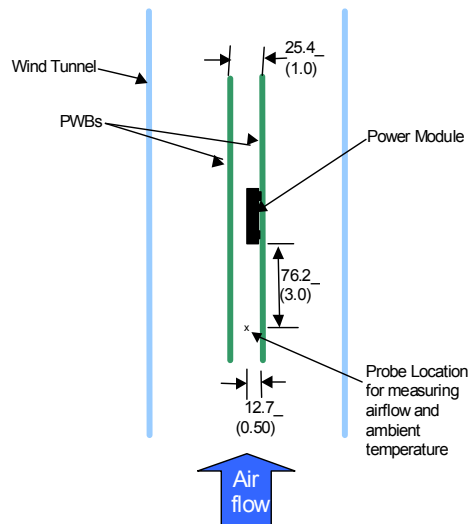 25.4_
(1.0)
Wind Tunnel
PWBs
Power Module
76.2_
(3.0)
x
Probe Location
for measuring
airflow and
ambient
temperature
12.7_
(0.50)
Air
flow